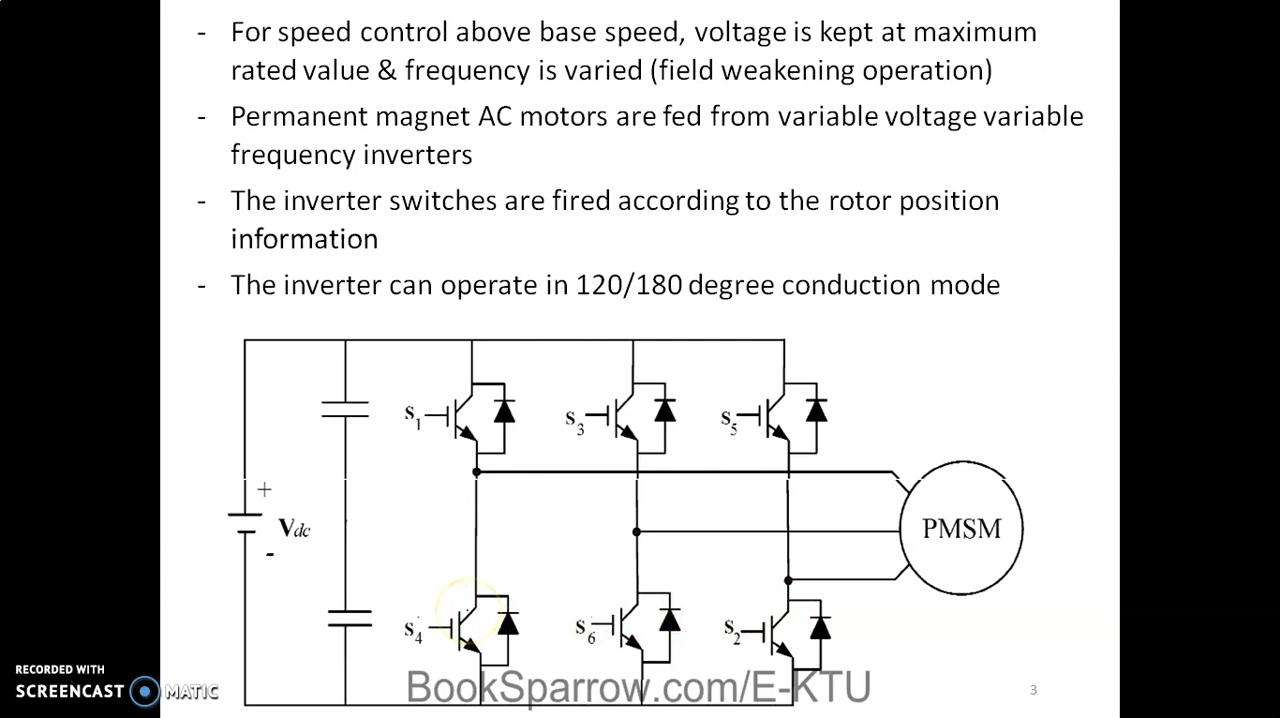 - For speed control above base speed, voltage is kept at maximum
rated value & frequency is varied (field weakening operation)
- Permanent magnet AC motors are fed from variable voltage variable
frequency inverters
- The inverter switches are fired according to the rotor position
information
- The inverter can operate in 120/180 degree conduction mode
S1 S3 S5
+
Vdc
-
PMSM
S4 S6 S2
RECORDED WITH
SCREENCAST MATIC
BookSparrow.com/E-KTU
3